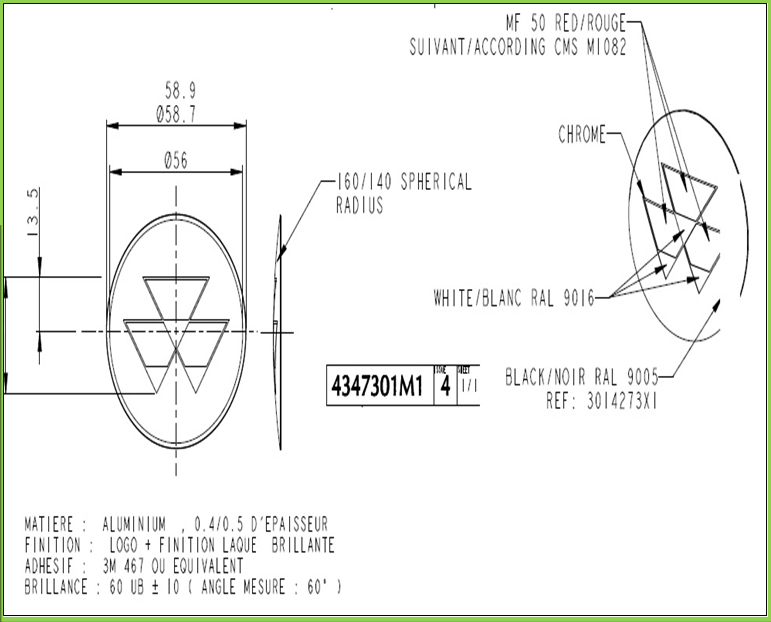 MF 50 RED/ROUGE
SUIVANT/ACCORDING CMS M1082
58.9
Ø58.7
Ø56
CHROME
160/140 SPHERICAL
RADIUS
13.5
WHITE/BLANC RAL 9016
ISSUE SHEET
4347301M1 4 1/1
BLACK/NOIR RAL 9005
REF: 3014273X1
MATIERE : ALUMINIUM , 0.4/0.5 D'EPAISSEUR
FINITION : LOGO + FINITION LAQUE BRILLANTE
ADHESIF : 3M 467 OU EQUIVALENT
BRILLANCE : 60 UB ± 10 ( ANGLE MESURE : 60° )